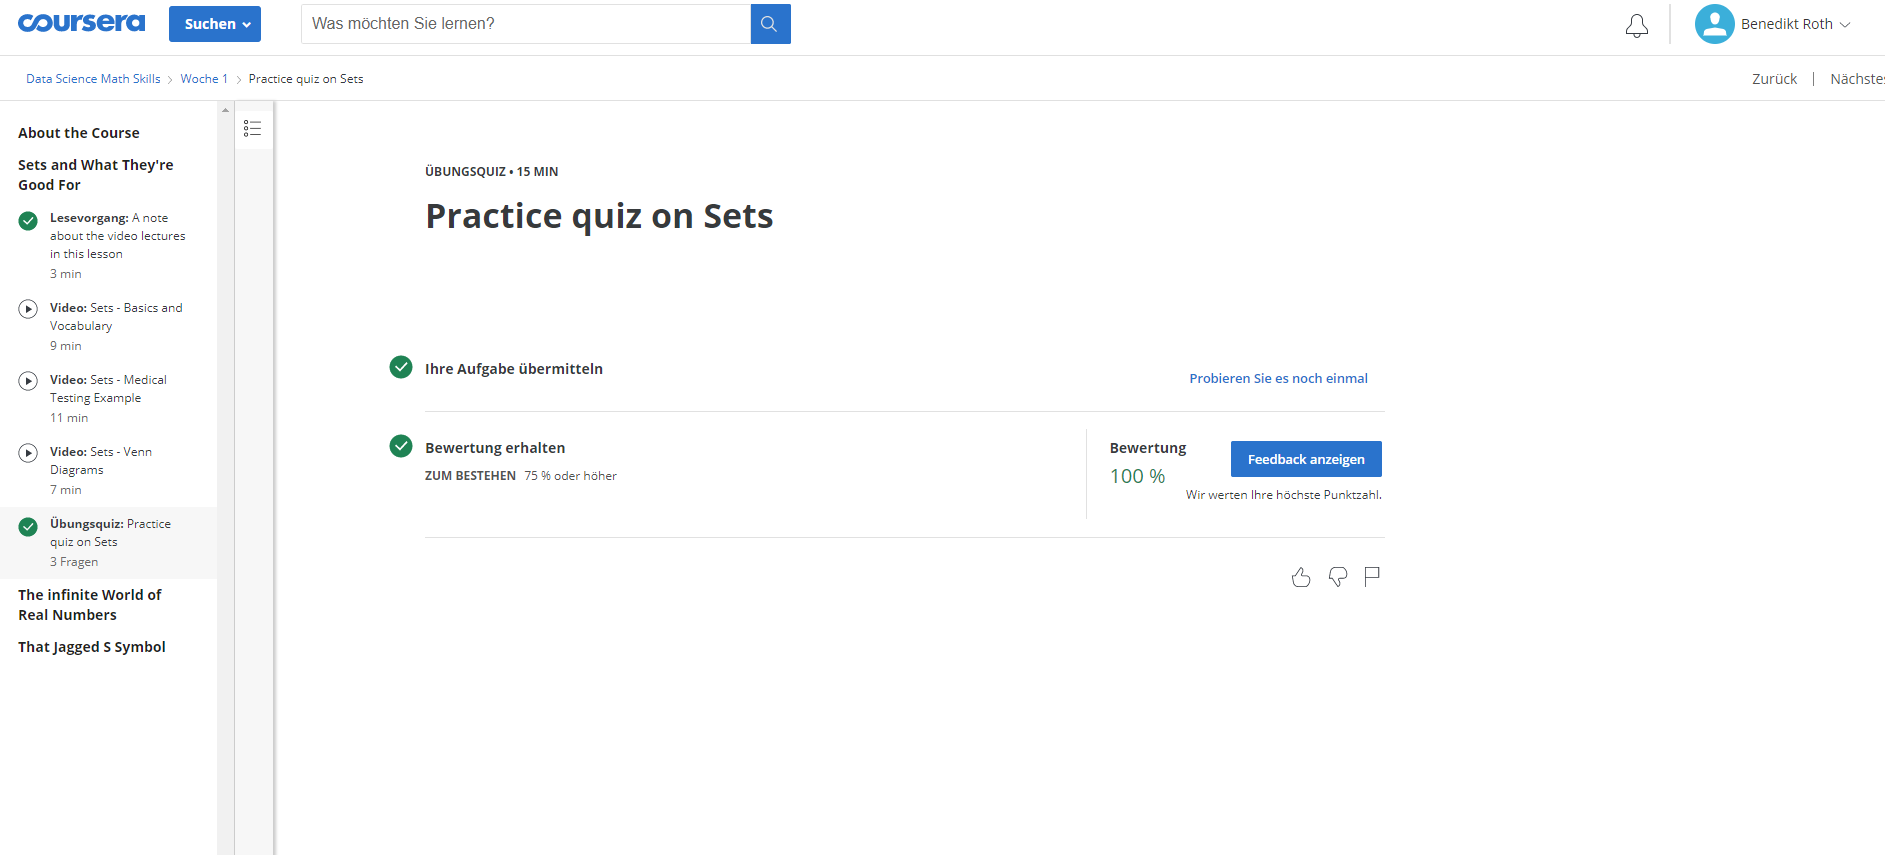 coursera
Suchen
Was möchten Sie lernen?
Benedikt Roth
Data Science Math Skills
Woche 1
Practice quiz on Sets
Zurück
Nächstes
About the Course
Sets and What They're
Good For
Lesevorgang: A note
about the video lectures
in this lesson
3 min
Video: Sets - Basics and
Vocabulary
9 min
Video: Sets - Medical
Testing Example
11 min
Video: Sets - Venn
Diagrams
7 min
Übungsquiz: Practice
quiz on Sets
3 Fragen
The infinite World of
Real Numbers
That Jagged S Symbol
ÜBUNGSQUIZ • 15 MIN
Practice quiz on Sets
Ihre Aufgabe übermitteln
Probieren Sie es noch einmal
Bewertung erhalten
ZUM BESTEHEN 75 % oder höher
Bewertung
100 %
Feedback anzeigen
Wir werten Ihre höchste Punktzahl.